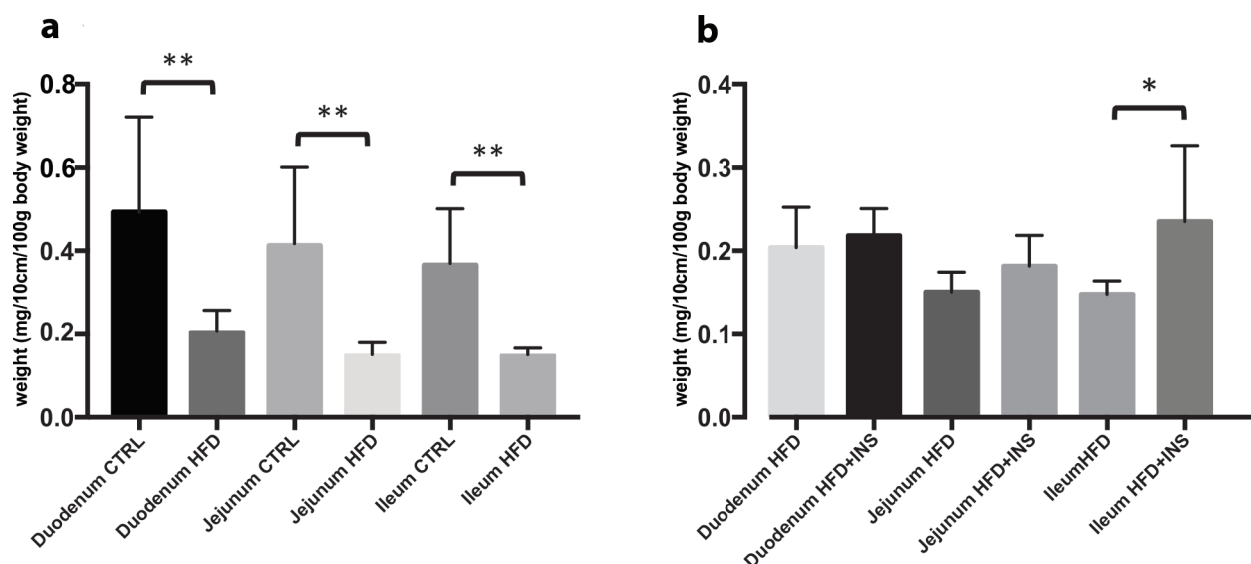 a
**
**
**
0.8
0.6
0.4
0.2
0.0
weight (mg/10cm/100g body weight)
Duodenum CTRL
Duodenum HFD
Jejunum CTRL
Jejunum HFD
Ileum CTRL
Ileum HFD
b
*
0.4
0.3
0.2
0.1
0.0
weight (mg/10cm/100g body weight)
Duodenum HFD
Duodenum HFD+INS
Jejunum HFD
Jejunum HFD+INS
IleumHFD
Ileum HFD+INS